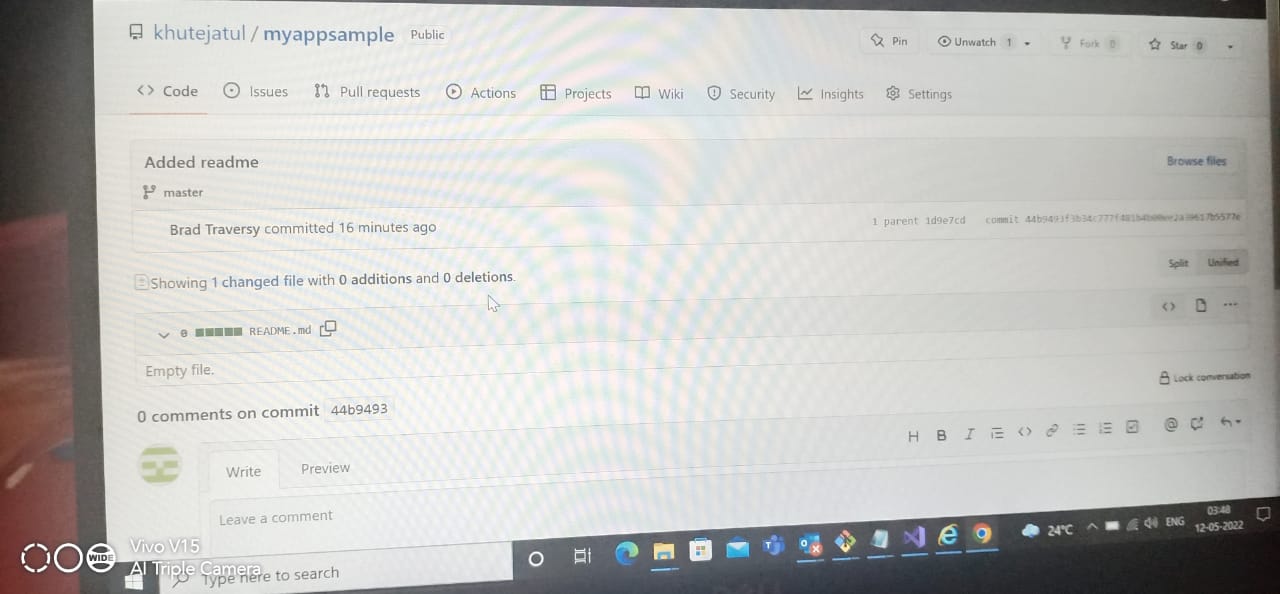 khutejatul / myappsample Public
Pin Unwatch 1 Fork 0 Star 0
Code Issues Pull requests Actions Projects Wiki Security Insights Settings
Added readme
Browse files
master
Brad Traversy committed 16 minutes ago
1 parent 1d9e7cd commit
Showing 1 changed file with 0 additions and 0 deletions.
Split Unified
0 README.md
Empty file.
Lock conversation
0 comments on commit 44b9493
H B I
Write Preview
Leave a comment
Type here to search
24°C ENG
03:48
12-05-2022
WIDE
Vivo V15
AI Triple Camera